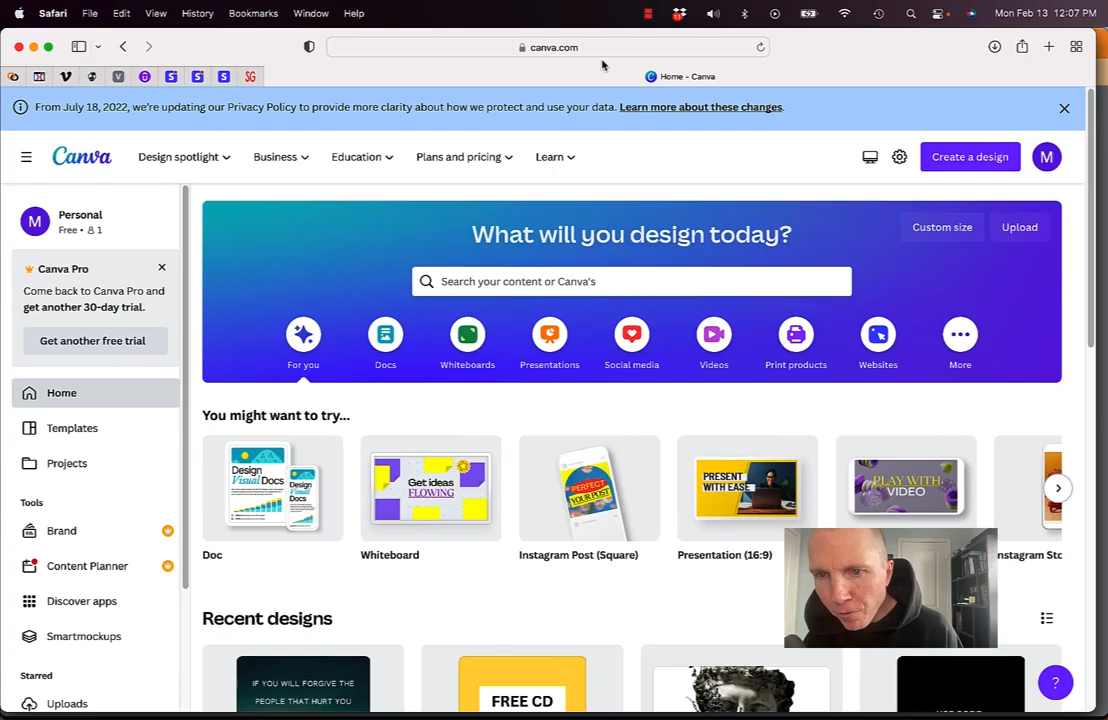 Safari File Edit View History Bookmarks Window Help
Mon Feb 13 12:07 PM
canva.com
Home - Canva
From July 18, 2022, we're updating our Privacy Policy to provide more clarity about how we protect and use your data. Learn more about these changes.
Canva
Design spotlight Business Education Plans and pricing Learn
Create a design
M
M
Personal
Free • 1
Canva Pro
Come back to Canva Pro and
get another 30-day trial.
Get another free trial
Home
Templates
Projects
Tools
Brand
Content Planner
Discover apps
Smartmockups
Starred
Uploads
What will you design today?
Custom size
Upload
Search your content or Canva's
For you Docs Whiteboards Presentations Social media Videos Print products Websites More
You might want to try...
Design
Visual Docs
Design
Visual Docs
Get ideas
FLOWING
PERFECT
YOUR POST
PRESENT
WITH EASE
PLAY WITH
VIDEO
Doc
Whiteboard
Instagram Post (Square)
Presentation (16:9)
Recent designs
IF YOU WILL FORGIVE THE
PEOPLE THAT HURT YOU
FREE CD
?